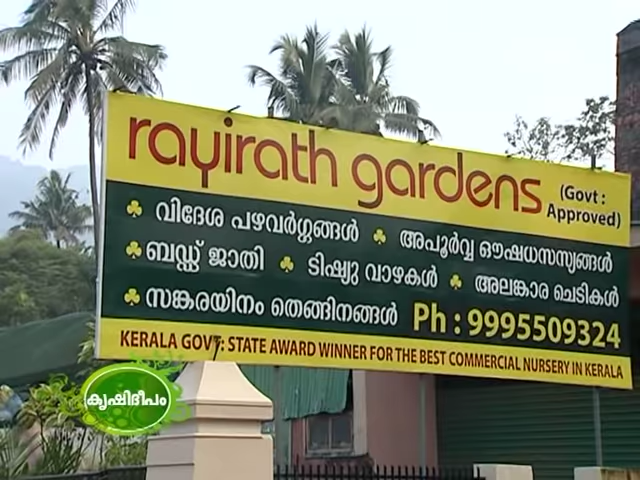 rayirath gardens (Govt : Approved)
വിദേശ പഴവർഗ്ഗങ്ങൾ അപൂർവ്വ ഔഷധസസ്യങ്ങൾ
ബഡ്ഡ് ജാതി ടിഷ്യു വാഴകൾ അലങ്കാര ചെടികൾ
സങ്കരയിനം തെങ്ങിനങ്ങൾ Ph : 9995509324
KERALA GOVT: STATE AWARD WINNER FOR THE BEST COMMERCIAL NURSERY IN KERALA
കൃഷിദീപം